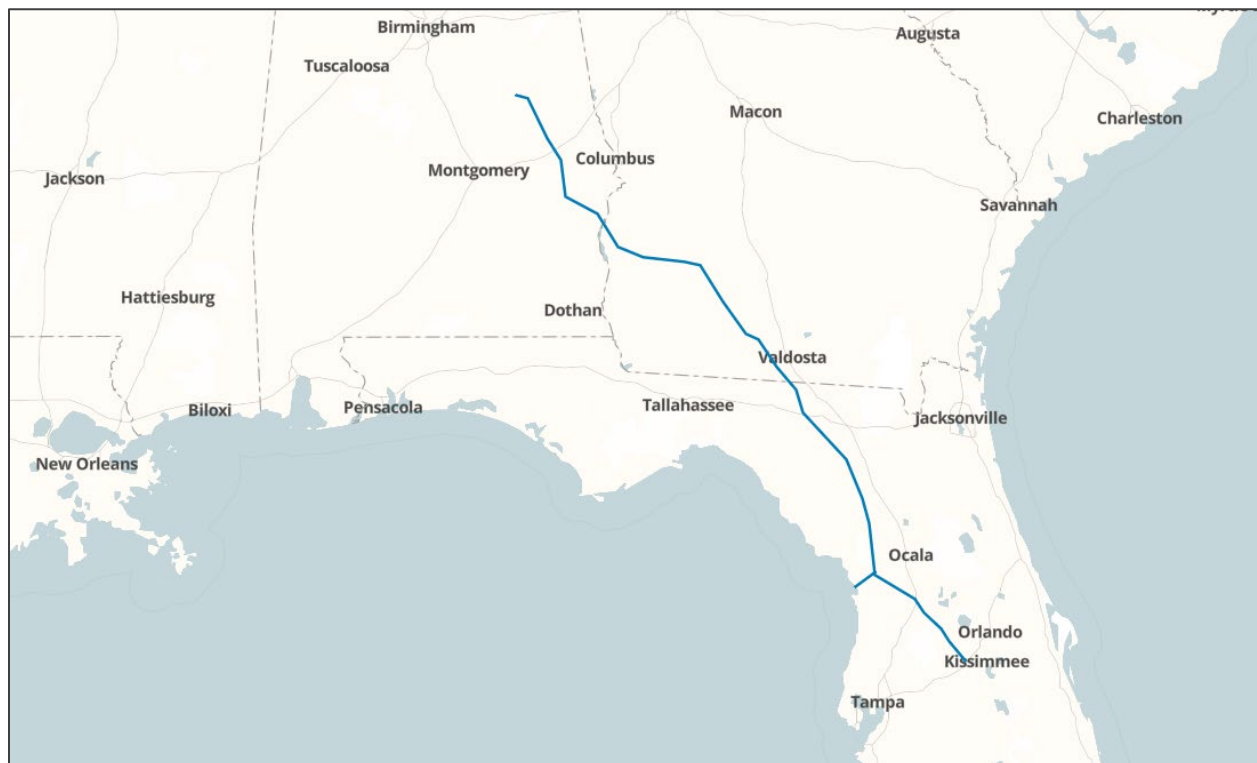 Birmingham
Augusta
Tuscaloosa
Macon
Charleston
Columbus
Montgomery
Jackson
Savannah
Hattiesburg
Dothan
Valdosta
Tallahassee
Pensacola
Biloxi
Jacksonville
New Orleans
Ocala
Orlando
Kissimmee
Tampa